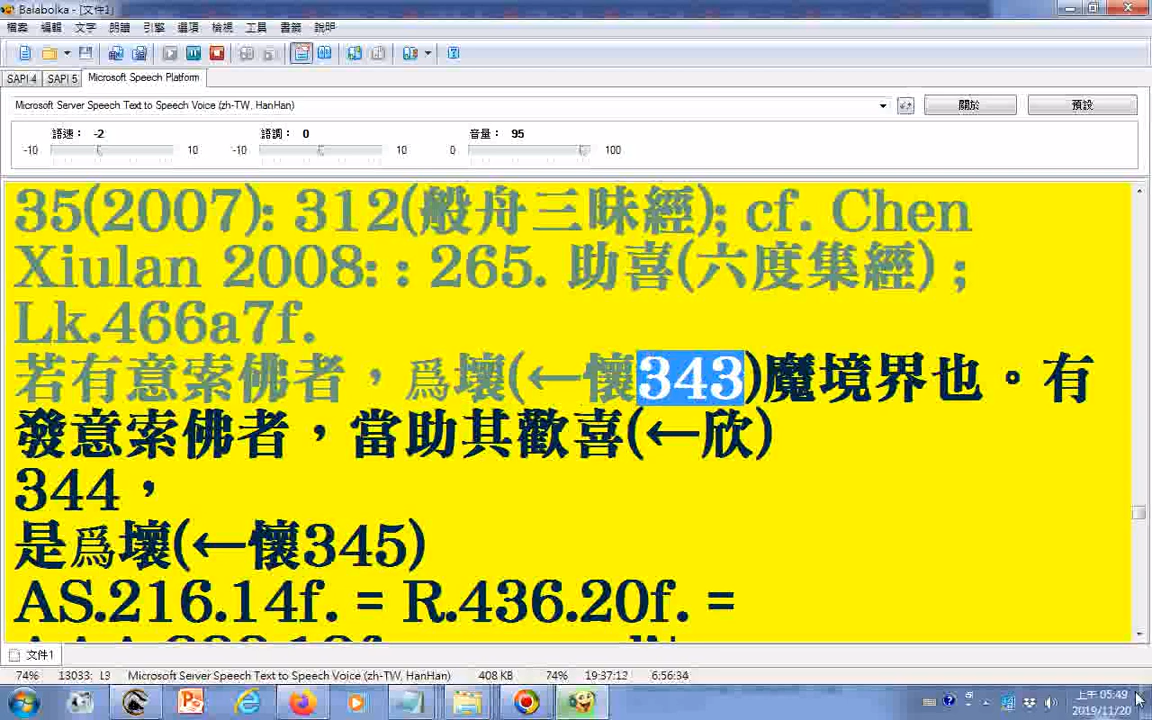 Balabolka - [文件1]
檔案 編輯 文字 朗讀 引擎 選項 檢視 工具 書籤 說明
SAPI 4 SAPI 5 Microsoft Speech Platform
Microsoft Server Speech Text to Speech Voice (zh-TW, HanHan)
關於 預設
語速： -2 語調： 0 音量： 95
-10 10 -10 10 0 100
35(2007): 312(般舟三昧經); cf. Chen
Xiulan 2008: : 265. 助喜(六度集經) ;
Lk.466a7f.
若有意索佛者，爲壞(←懷343)魔境界也。有
發意索佛者，當助其歡喜(←欣)
344，
是爲壞(←懷345)
AS.216.14f. = R.436.20f. =
文件1
74% 13033: 13 Microsoft Server Speech Text to Speech Voice (zh-TW, HanHan) 408 KB 74% 19:37:12 6:56:34
上午 05:49
2019/11/20